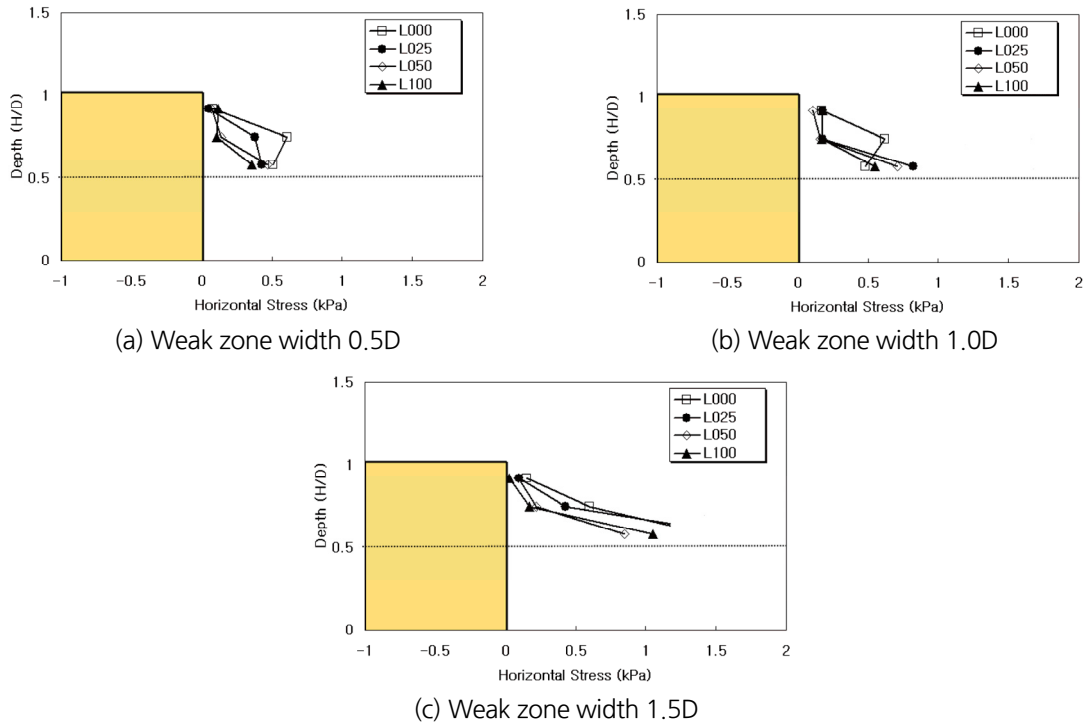 1.5
L000
L025
L050
L100
1
Depth (H/D)
0.5
0
-1
-0.5
0
0.5
1
1.5
2
Horizontal Stress (kPa)
(a) Weak zone width 0.5D
1.5
L000
L025
L050
L100
1
Depth (H/D)
0.5
0
-1
-0.5
0
0.5
1
1.5
2
Horizontal Stress (kPa)
(b) Weak zone width 1.0D
1.5
L000
L025
L050
L100
1
Depth (H/D)
0.5
0
-1
-0.5
0
0.5
1
1.5
2
Horizontal Stress (kPa)
(c) Weak zone width 1.5D